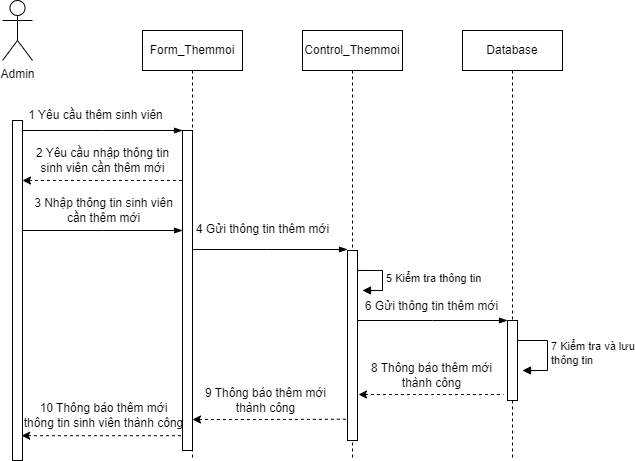 Admin
Form_Themmoi
Control_Themmoi
Database
1 Yêu cầu thêm sinh viên
2 Yêu cầu nhập thông tin
sinh viên cần thêm mới
3 Nhập thông tin sinh viên
cần thêm mới
4 Gửi thông tin thêm mới
5 Kiểm tra thông tin
6 Gửi thông tin thêm mới
7 Kiểm tra và lưu
thông tin
8 Thông báo thêm mới
thành công
9 Thông báo thêm mới
thành công
10 Thông báo thêm mới
thông tin sinh viên thành công